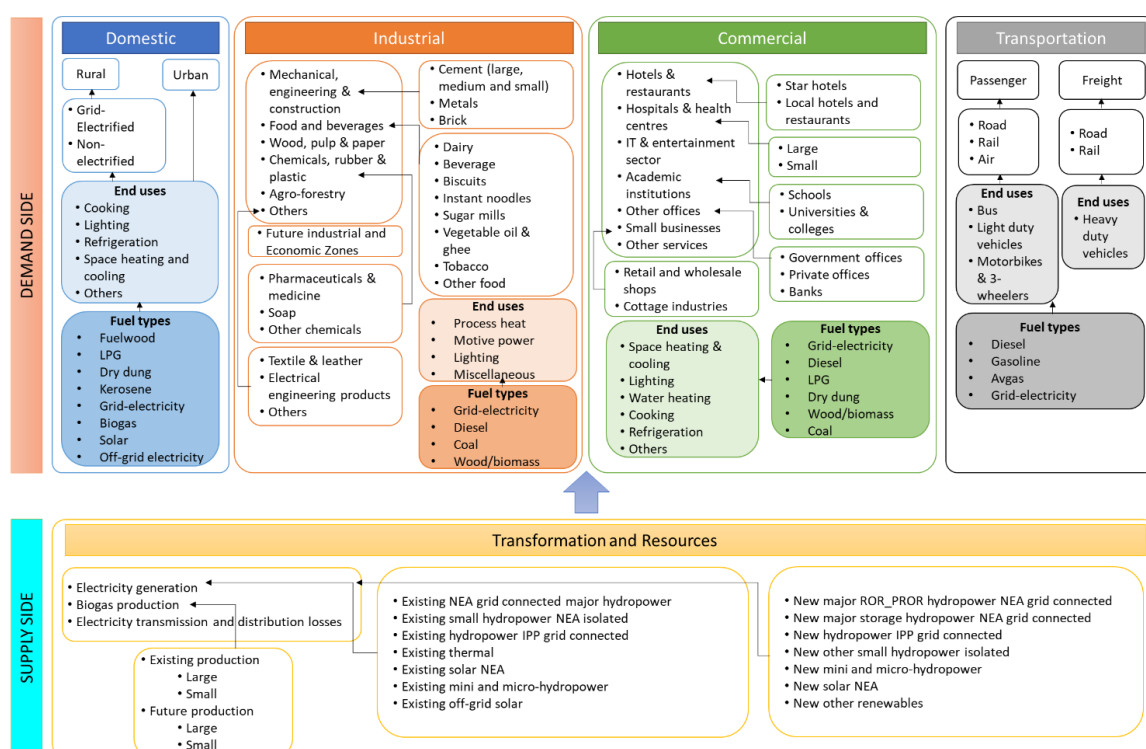 DEMAND SIDE
Domestic
Rural
Urban
• Grid-
Electrified
• Non-
electrified
End uses
• Cooking
• Lighting
• Refrigeration
• Space heating and
cooling
• Others
Fuel types
• Fuelwood
• LPG
• Dry dung
• Kerosene
• Grid-electricity
• Biogas
• Solar
• Off-grid electricity
Industrial
• Mechanical,
engineering &
construction
• Food and beverages
• Wood, pulp & paper
• Chemicals, rubber &
plastic
• Agro-forestry
• Others
• Future industrial and
Economic Zones
• Pharmaceuticals &
medicine
• Soap
• Other chemicals
• Textile & leather
• Electrical
engineering products
• Others
• Cement (large,
medium and small)
• Metals
• Brick
• Dairy
• Beverage
• Biscuits
• Instant noodles
• Sugar mills
• Vegetable oil &
ghee
• Tobacco
• Other food
End uses
• Process heat
• Motive power
• Lighting
• Miscellaneous
Fuel types
• Grid-electricity
• Diesel
• Coal
• Wood/biomass
Commercial
• Hotels &
restaurants
• Hospitals & health
centres
• IT & entertainment
sector
• Academic
institutions
• Other offices
• Small businesses
• Other services
• Retail and wholesale
shops
• Cottage industries
End uses
• Space heating &
cooling
• Lighting
• Water heating
• Cooking
• Refrigeration
• Others
• Star hotels
• Local hotels and
restaurants
• Large
• Small
• Schools
• Universities &
colleges
• Government offices
• Private offices
• Banks
Fuel types
• Grid-electricity
• Diesel
• LPG
• Dry dung
• Wood/biomass
• Coal
Transportation
Passenger
Freight
• Road
• Rail
• Air
• Road
• Rail
End uses
• Bus
• Light duty
vehicles
• Motorbikes
& 3-
wheelers
End uses
• Heavy
duty
vehicles
Fuel types
• Diesel
• Gasoline
• Avgas
• Grid-electricity
SUPPLY SIDE
Transformation and Resources
• Electricity generation
• Biogas production
• Electricity transmission and distribution losses
• Existing production
• Large
• Small
• Future production
• Large
• Small
• Existing NEA grid connected major hydropower
• Existing small hydropower NEA isolated
• Existing hydropower IPP grid connected
• Existing thermal
• Existing solar NEA
• Existing mini and micro-hydropower
• Existing off-grid solar
• New major ROR_PROR hydropower NEA grid connected
• New major storage hydropower NEA grid connected
• New hydropower IPP grid connected
• New other small hydropower isolated
• New mini and micro-hydropower
• New solar NEA
• New other renewables